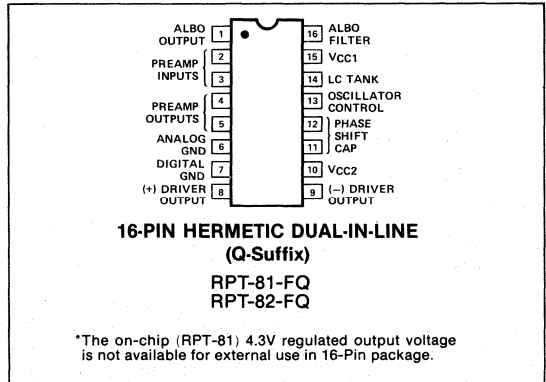 ALBO OUTPUT 1
PREAMP INPUTS 2 3
PREAMP OUTPUTS 4 5
ANALOG GND 6
DIGITAL GND 7
(+) DRIVER OUTPUT 8
16 ALBO FILTER
15 VCC1
14 LC TANK
13 OSCILLATOR CONTROL
12 11 PHASE SHIFT CAP
10 VCC2
9 (−) DRIVER OUTPUT
16-PIN HERMETIC DUAL-IN-LINE
(Q-Suffix)
RPT-81-FQ
RPT-82-FQ
*The on-chip (RPT-81) 4.3V regulated output voltage
is not available for external use in 16-Pin package.